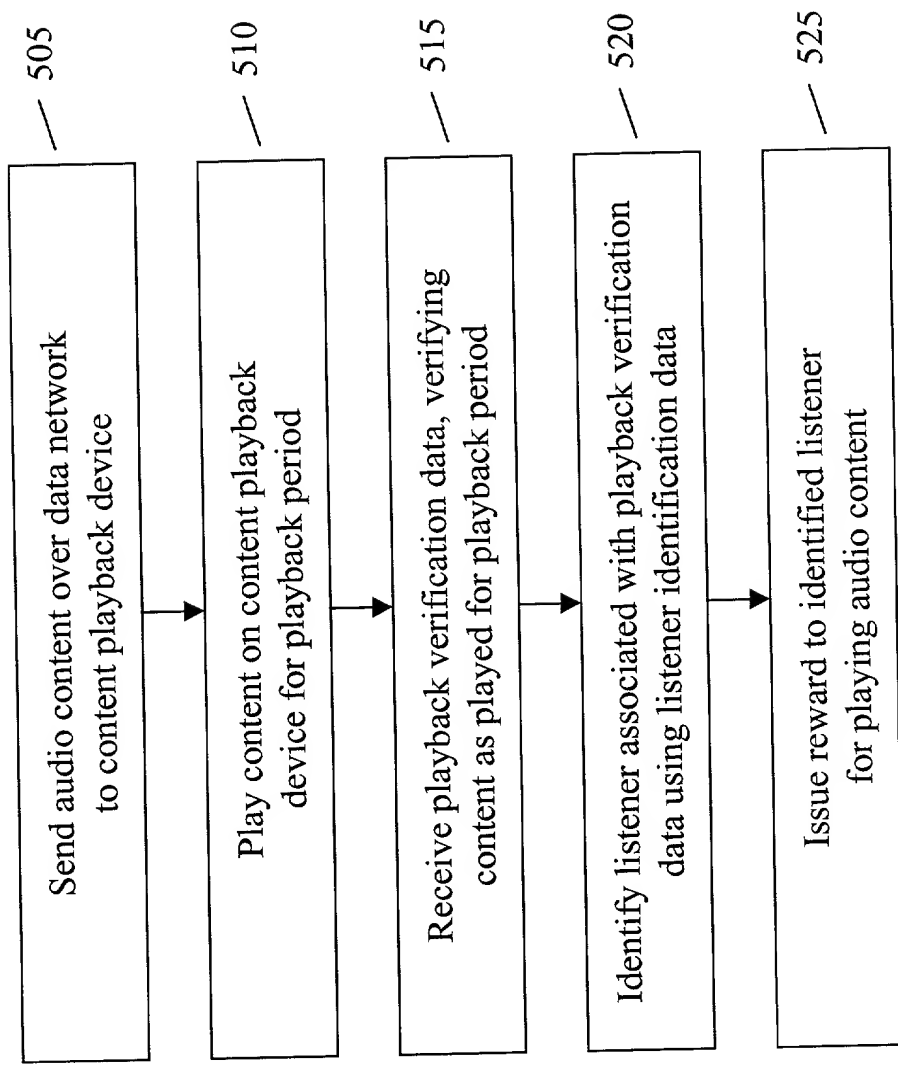 505
Send audio content over data network
to content playback device
510
Play content on content playback
device for playback period
515
Receive playback verification data, verifying
content as played for playback period
520
Identify listener associated with playback verification
data using listener identification data
525
Issue reward to identified listener
for playing audio content